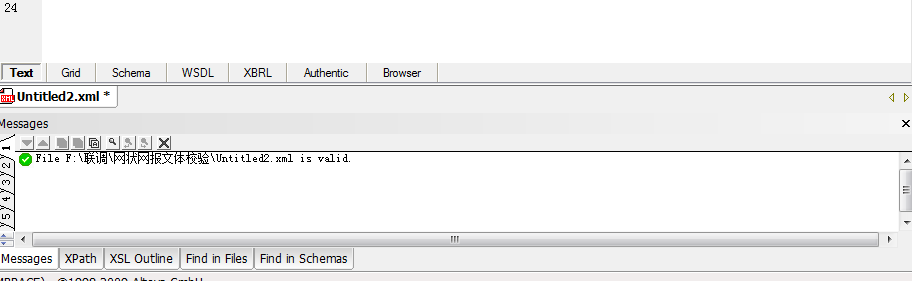 24
Text Grid Schema WSDL XBRL Authentic Browser
Untitled2.xml *
Messages
1
File F:\联调\网状网报文体校验\Untitled2.xml is valid.
2
3
4
5
Messages XPath XSL Outline Find in Files Find in Schemas